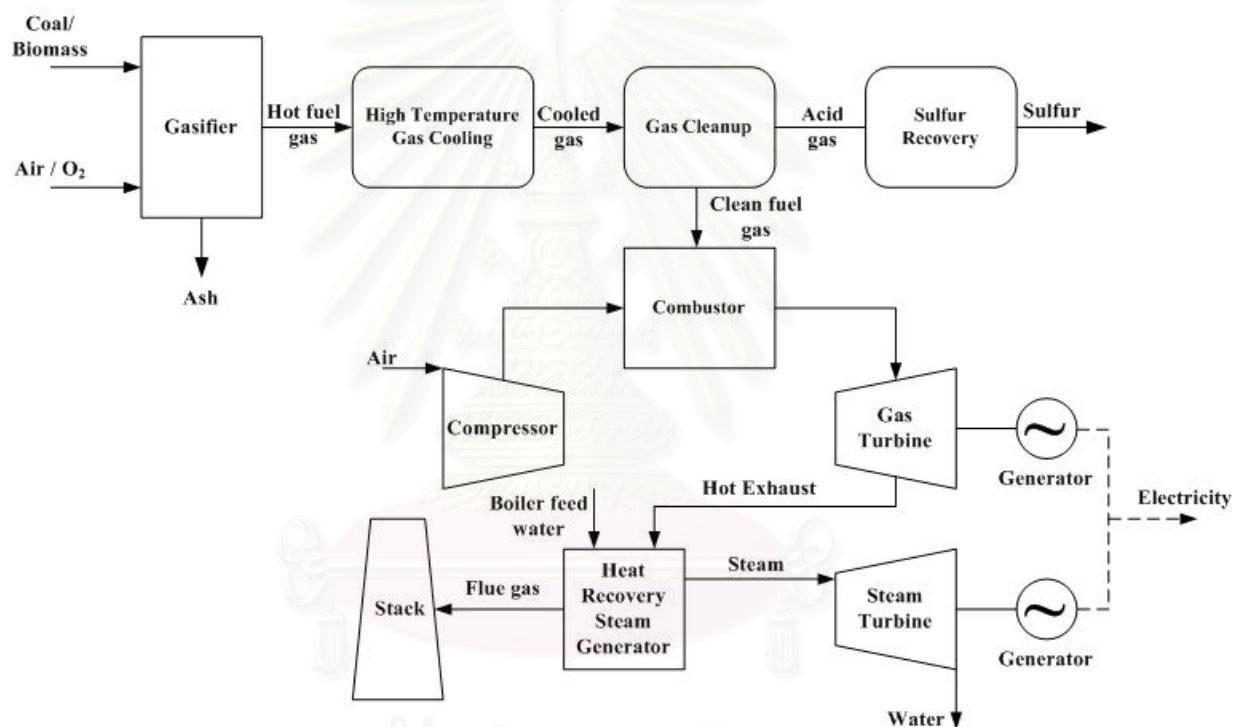 Coal/
Biomass
Air / O₂
Gasifier
Ash
Hot fuel
gas
High Temperature
Gas Cooling
Cooled
gas
Gas Cleanup
Acid
gas
Sulfur
Recovery
Sulfur
Clean fuel
gas
Combustor
Air
Compressor
Gas
Turbine
Generator
Hot Exhaust
Electricity
Boiler feed
water
Heat
Recovery
Steam
Generator
Steam
Flue gas
Stack
Steam
Turbine
Generator
Water